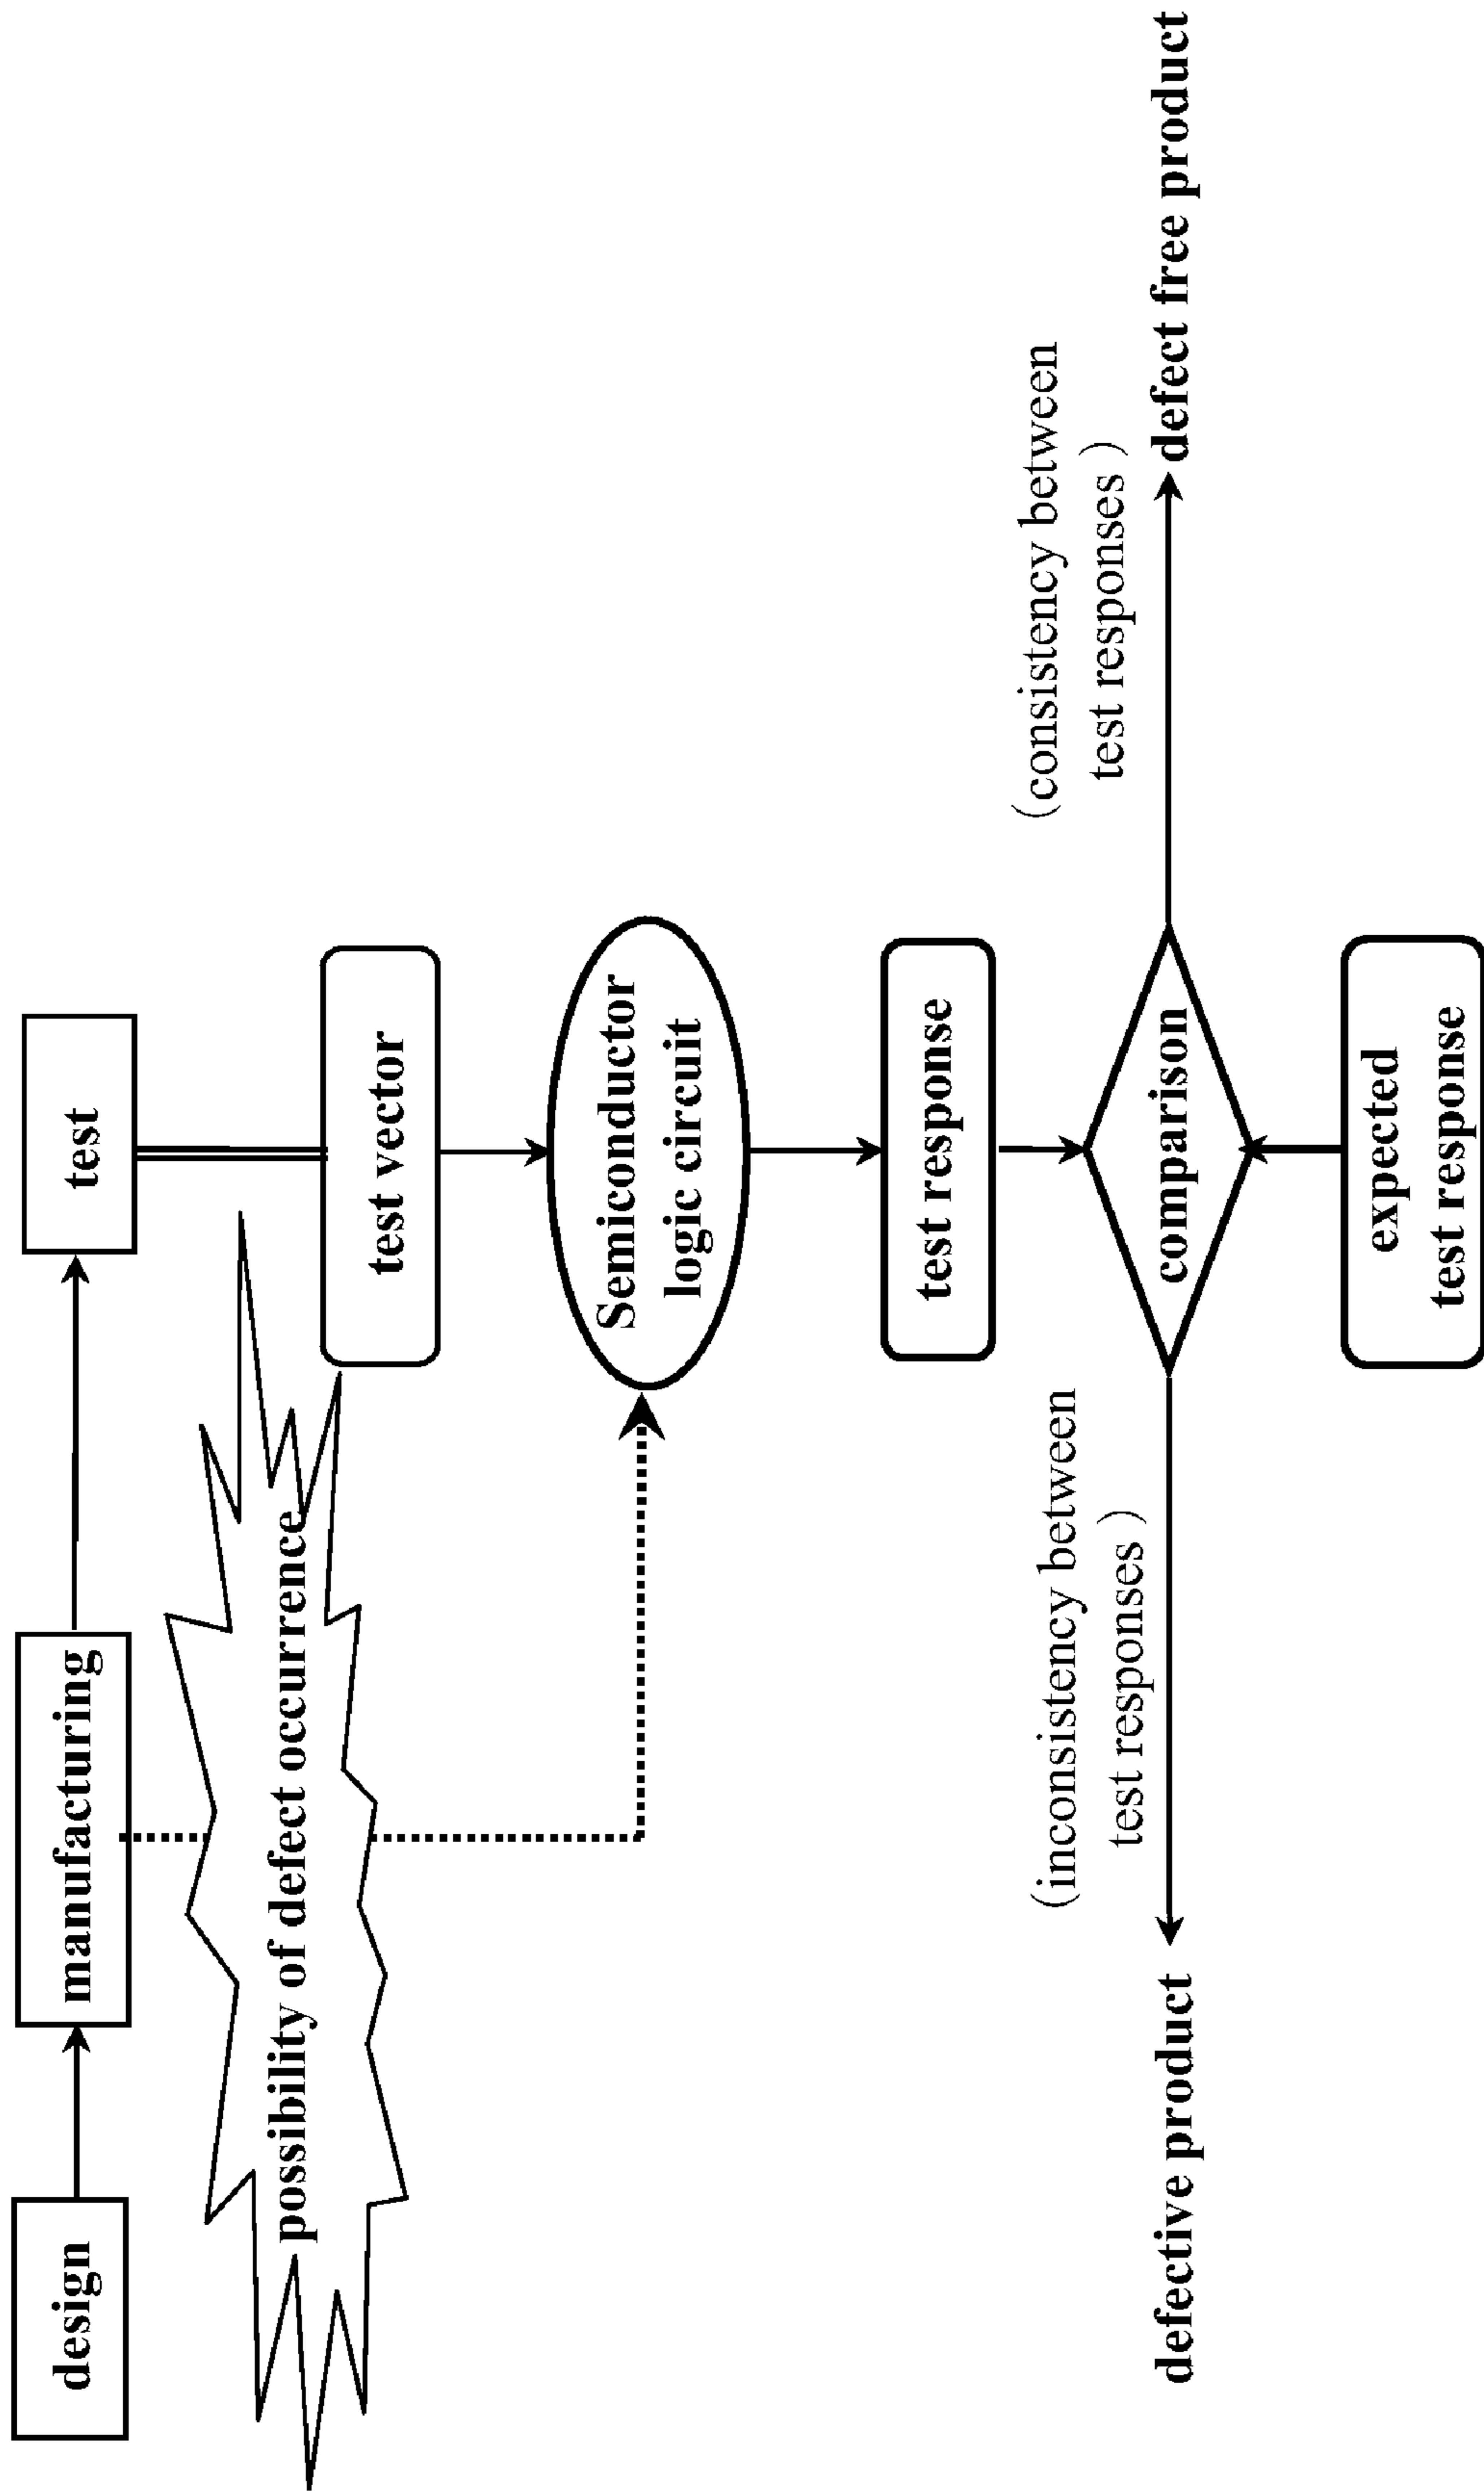 design
manufacturing
test
possibility of defect occurrence
test vector
Semiconductor
logic circuit
test response
(inconsistency between
test responses)
(consistency between
test responses)
defective product
comparison
defect free product
expected
test response